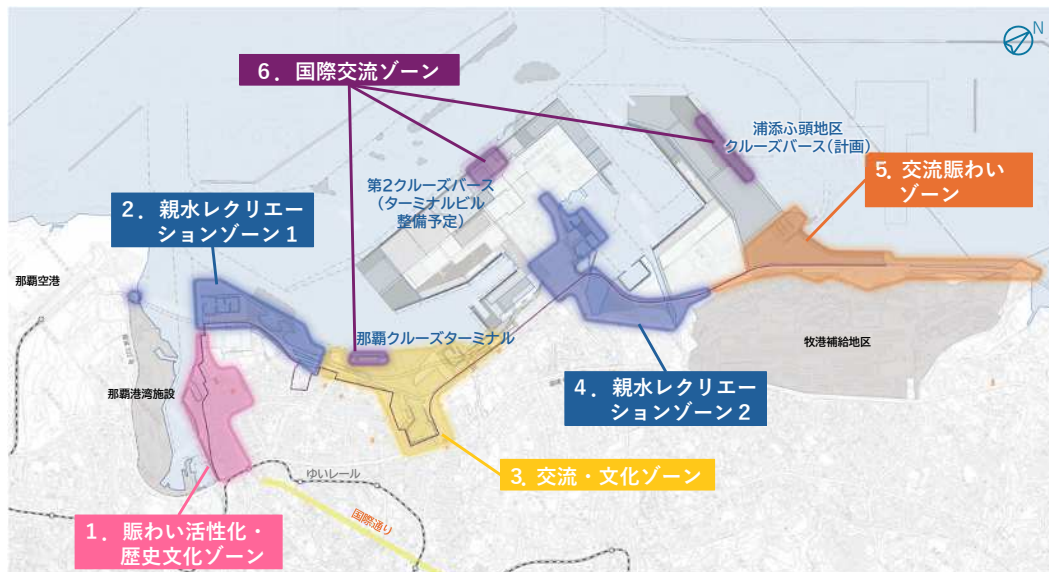 N
6．国際交流ゾーン
浦添ふ頭地区
クルーズバース（計画）
5. 交流賑わい
ゾーン
第2クルーズバース
（ターミナルビル
整備予定）
2．親水レクリエー
ションゾーン1
那覇空港
那覇クルーズターミナル
牧港補給地区
那覇港湾施設
4．親水レクリエー
ションゾーン2
ゆいレール
3. 交流・文化ゾーン
国際通り
1．賑わい活性化・
歴史文化ゾーン